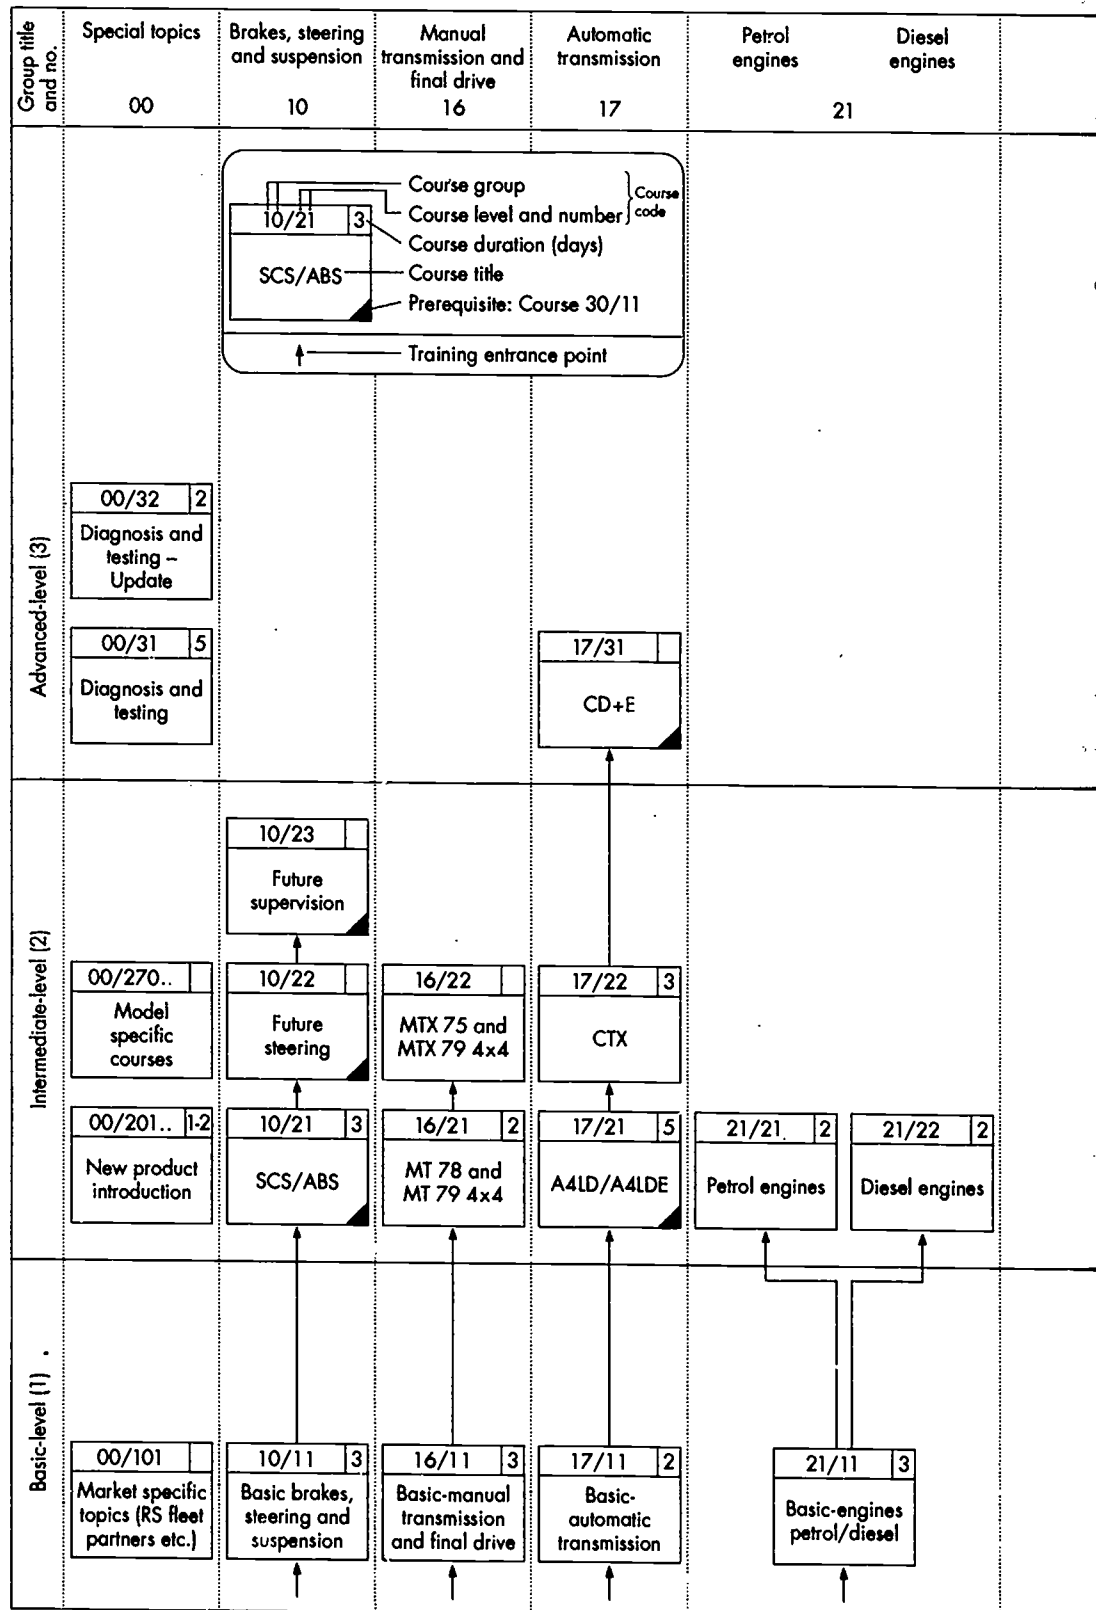 Group title
and no.
Special topics
00
Brakes, steering
and suspension
10
Manual
transmission and
final drive
16
Automatic
transmission
17
Petrol
engines
Diesel
engines
21
10/21 3
SCS/ABS
Course group
Course level and number
Course
code
Course duration (days)
Course title
Prerequisite: Course 30/11
Training entrance point
Advanced-level (3)
00/32 2
Diagnosis and
testing –
Update
00/31 5
Diagnosis and
testing
17/31
CD+E
Intermediate-level (2)
10/23
Future
supervision
00/270..
Model
specific
courses
10/22
Future
steering
16/22
MTX 75 and
MTX 79 4x4
17/22 3
CTX
00/201.. 1-2
New product
introduction
10/21 3
SCS/ABS
16/21 2
MT 78 and
MT 79 4x4
17/21 5
A4LD/A4LDE
21/21 2
Petrol engines
21/22 2
Diesel engines
Basic-level (1)
00/101
Market specific
topics (RS fleet
partners etc.)
10/11 3
Basic brakes,
steering and
suspension
16/11 3
Basic-manual
transmission
and final drive
17/11 2
Basic-
automatic
transmission
21/11 3
Basic-engines
petrol/diesel